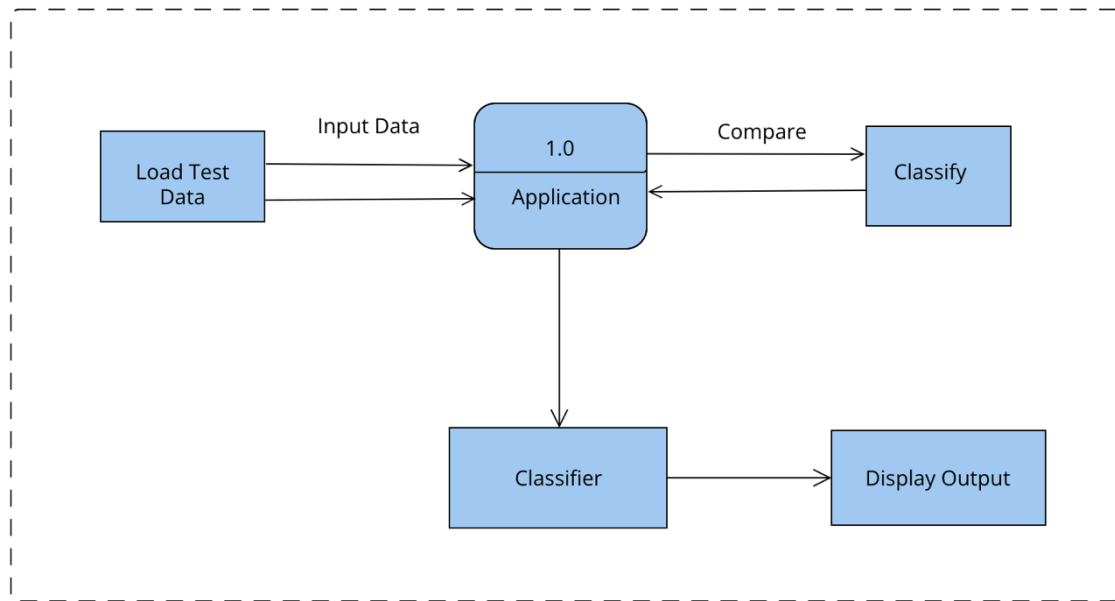 Input Data
Compare
Load Test
Data
1.0
Application
Classify
Classifier
Display Output